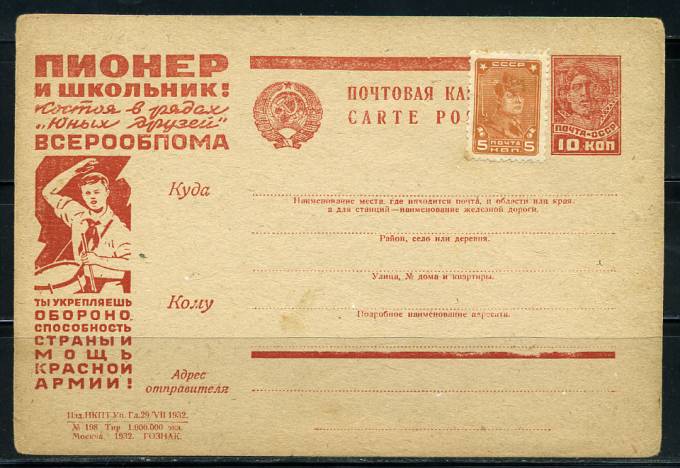 ПИОНЕР
И ШКОЛЬНИК!
Состоя в рядах
„Юных друзей"
ВСЕРООБПОМА
ТЫ УКРЕПЛЯЕШЬ
ОБОРОНО-
СПОСОБНОСТЬ
СТРАНЫ И
МОЩЬ
КРАСНОЙ
АРМИИ!
Изд. НКПТ. Уп. Гл. 29/VII 1932.
№ 198 Тир 1.000.000 экз.
Москва 1932. ГОЗНАК.
ПОЧТОВАЯ КА
CARTE POS
СССР
5 ПОЧТА 5
КОП.
ПОЧТА-СССР
10 КОП
Куда
Наименование места, где находится почта, и области или края,
а для станций—наименование железной дороги.
Район, село или деревня.
Улица, № дома и квартиры.
Кому
Подробное наименование адресата.
Адрес
отправителя